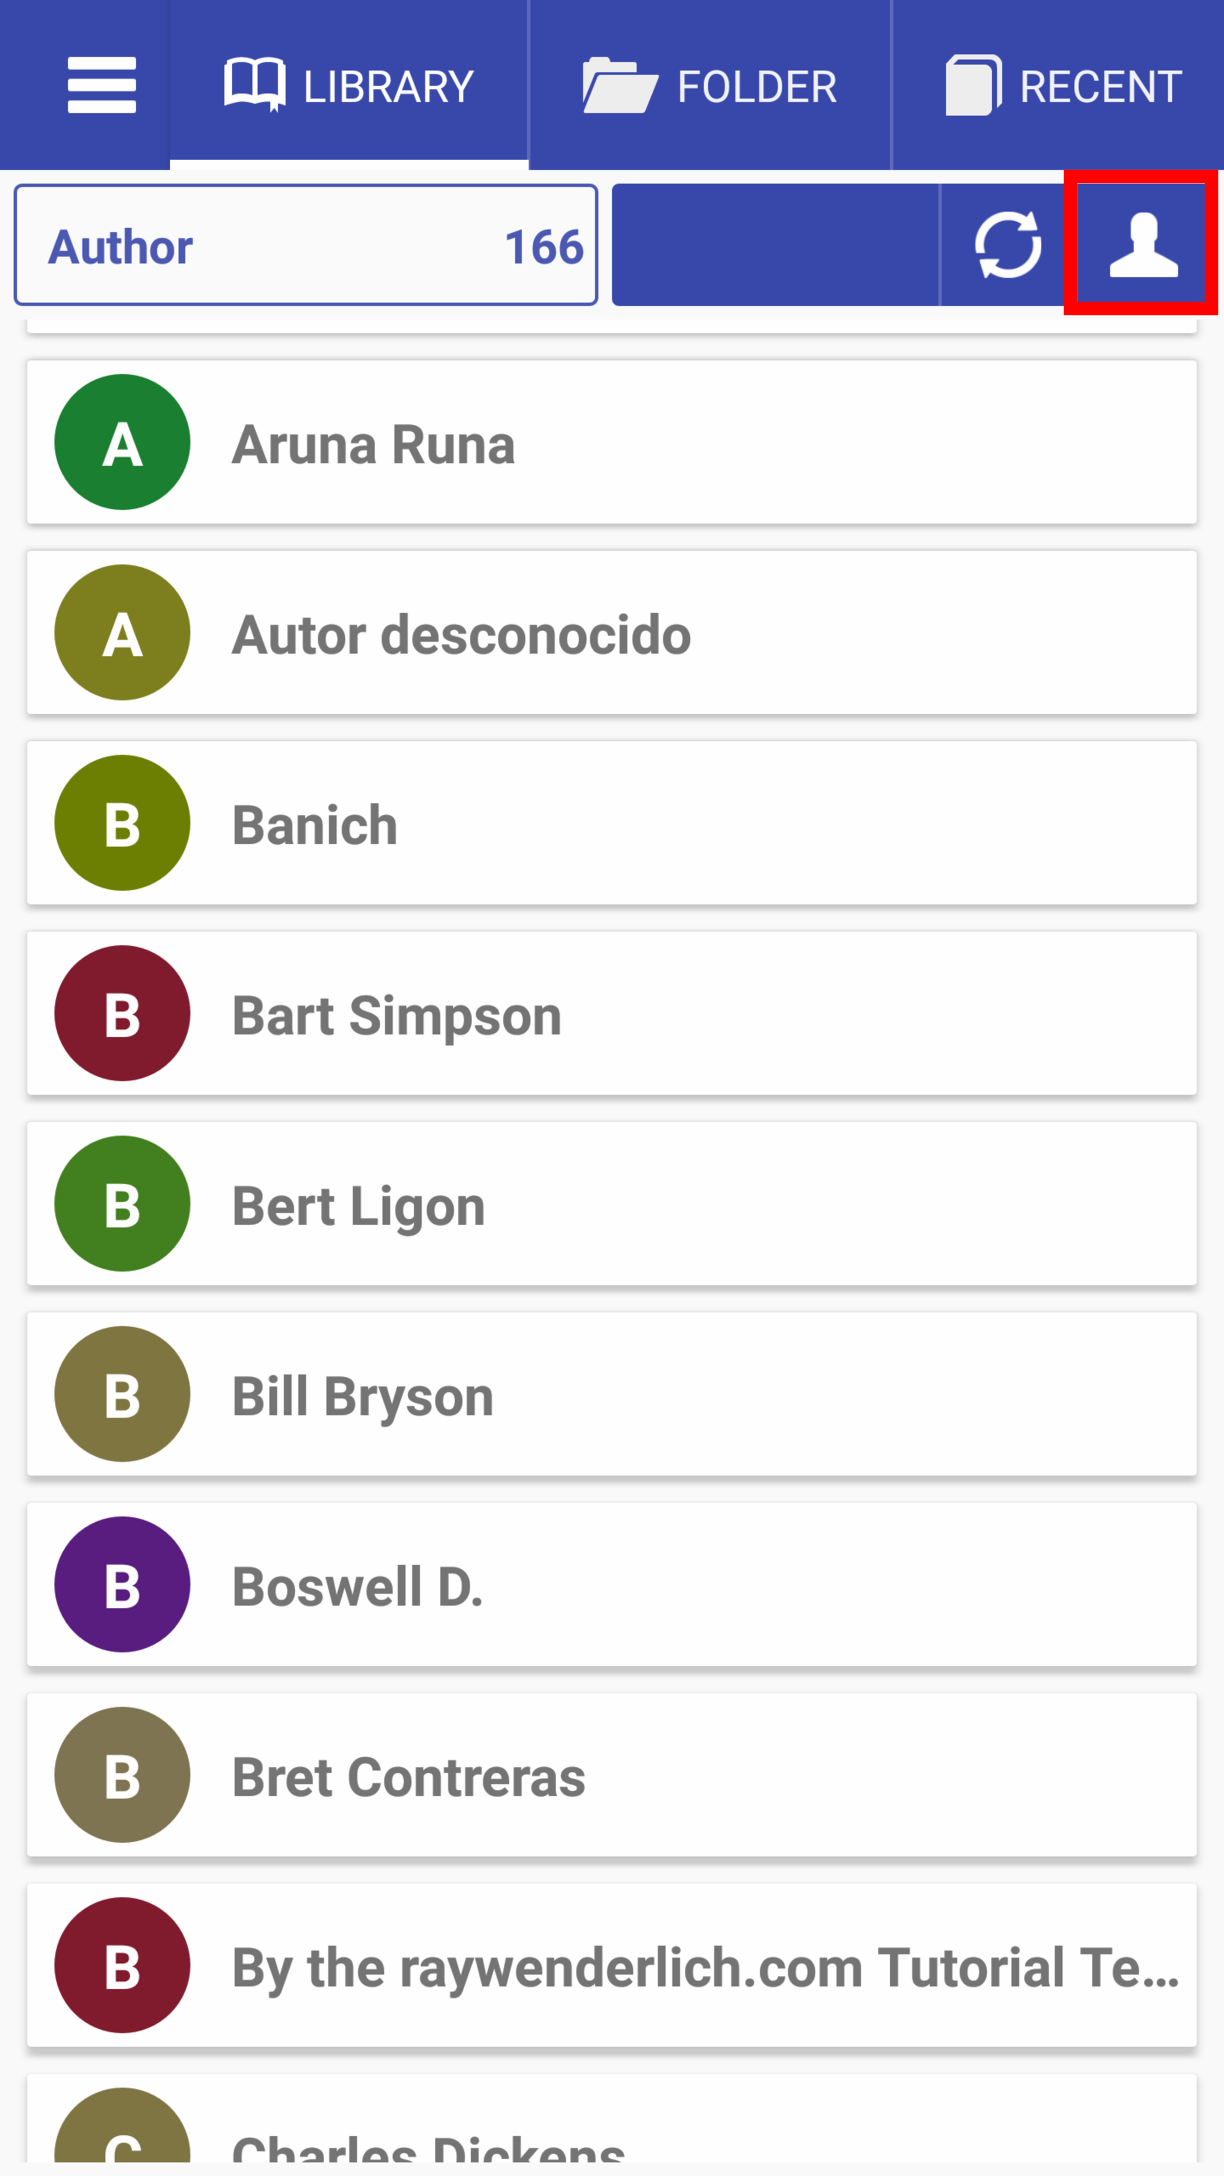 LIBRARY FOLDER RECENT
Author 166
A Aruna Runa
A Autor desconocido
B Banich
B Bart Simpson
B Bert Ligon
B Bill Bryson
B Boswell D.
B Bret Contreras
B By the raywenderlich.com Tutorial Te...
C Charles Dickens